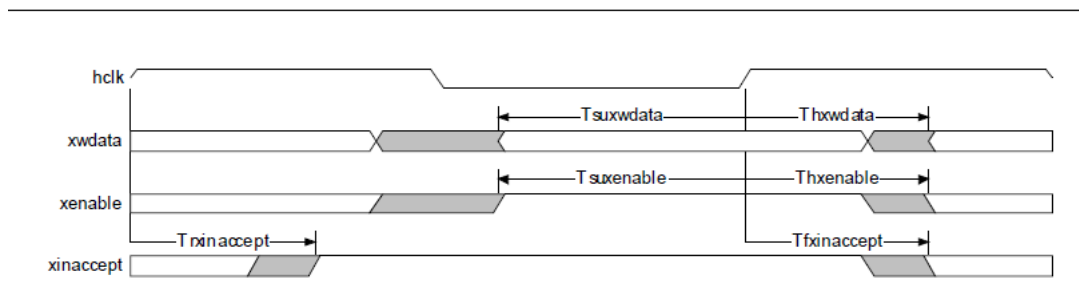 hclk
Tsuxwdata Thxwdata
xwdata
Tsuxenable Thxenable
xenable
Trxinaccept Tfxinaccept
xinaccept